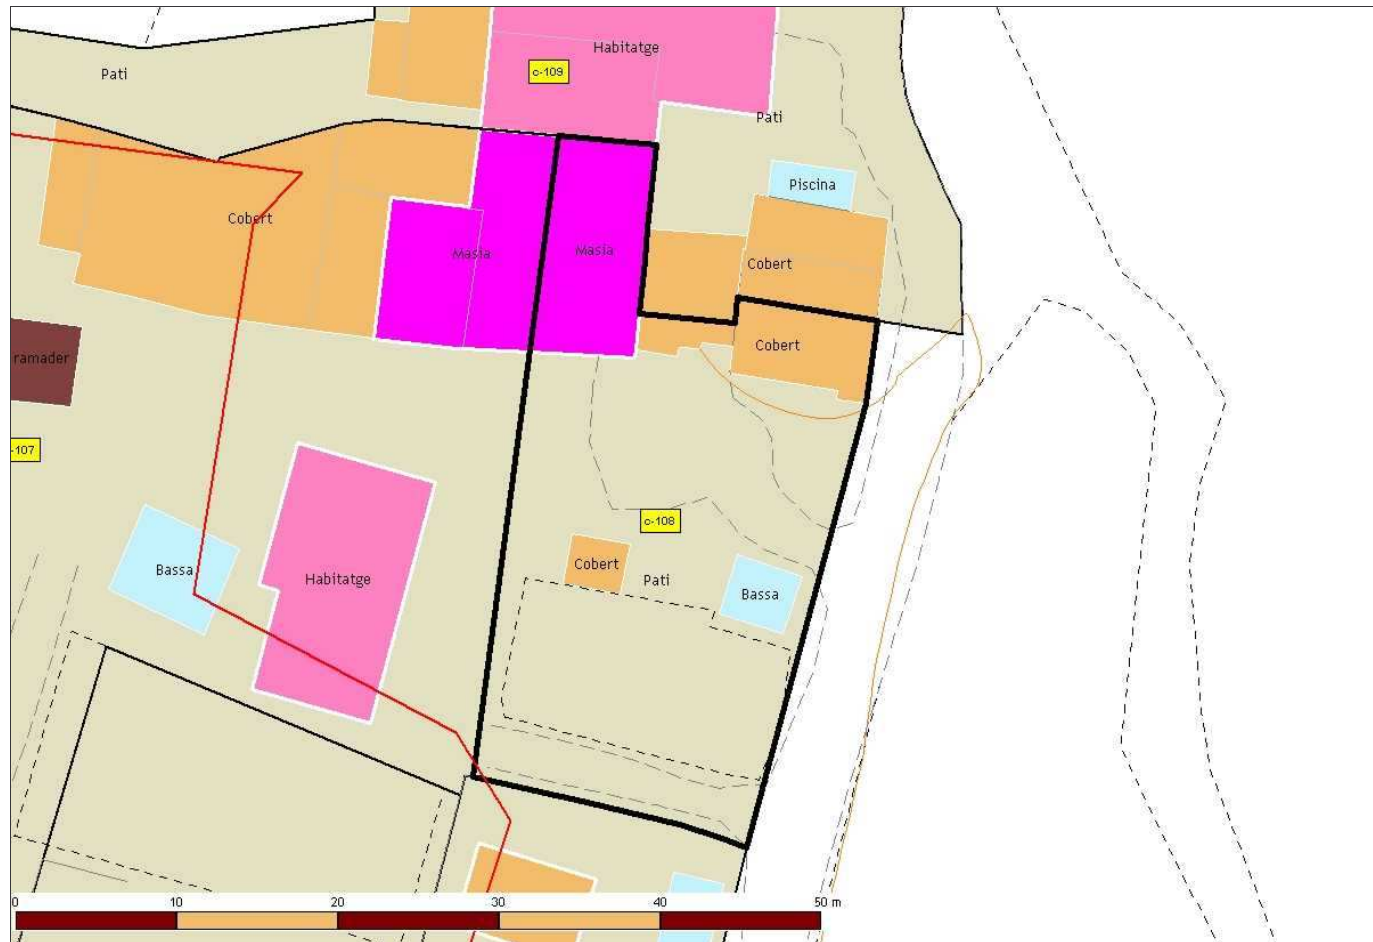 Habitatge
c-109
Pati
Pati
Piscina
Cobert
Masia
Masia
Cobert
Cobert
ramader
-107
c-108
Cobert
Bassa
Habitatge
Pati
Bassa
0 10 20 30 40 50 m